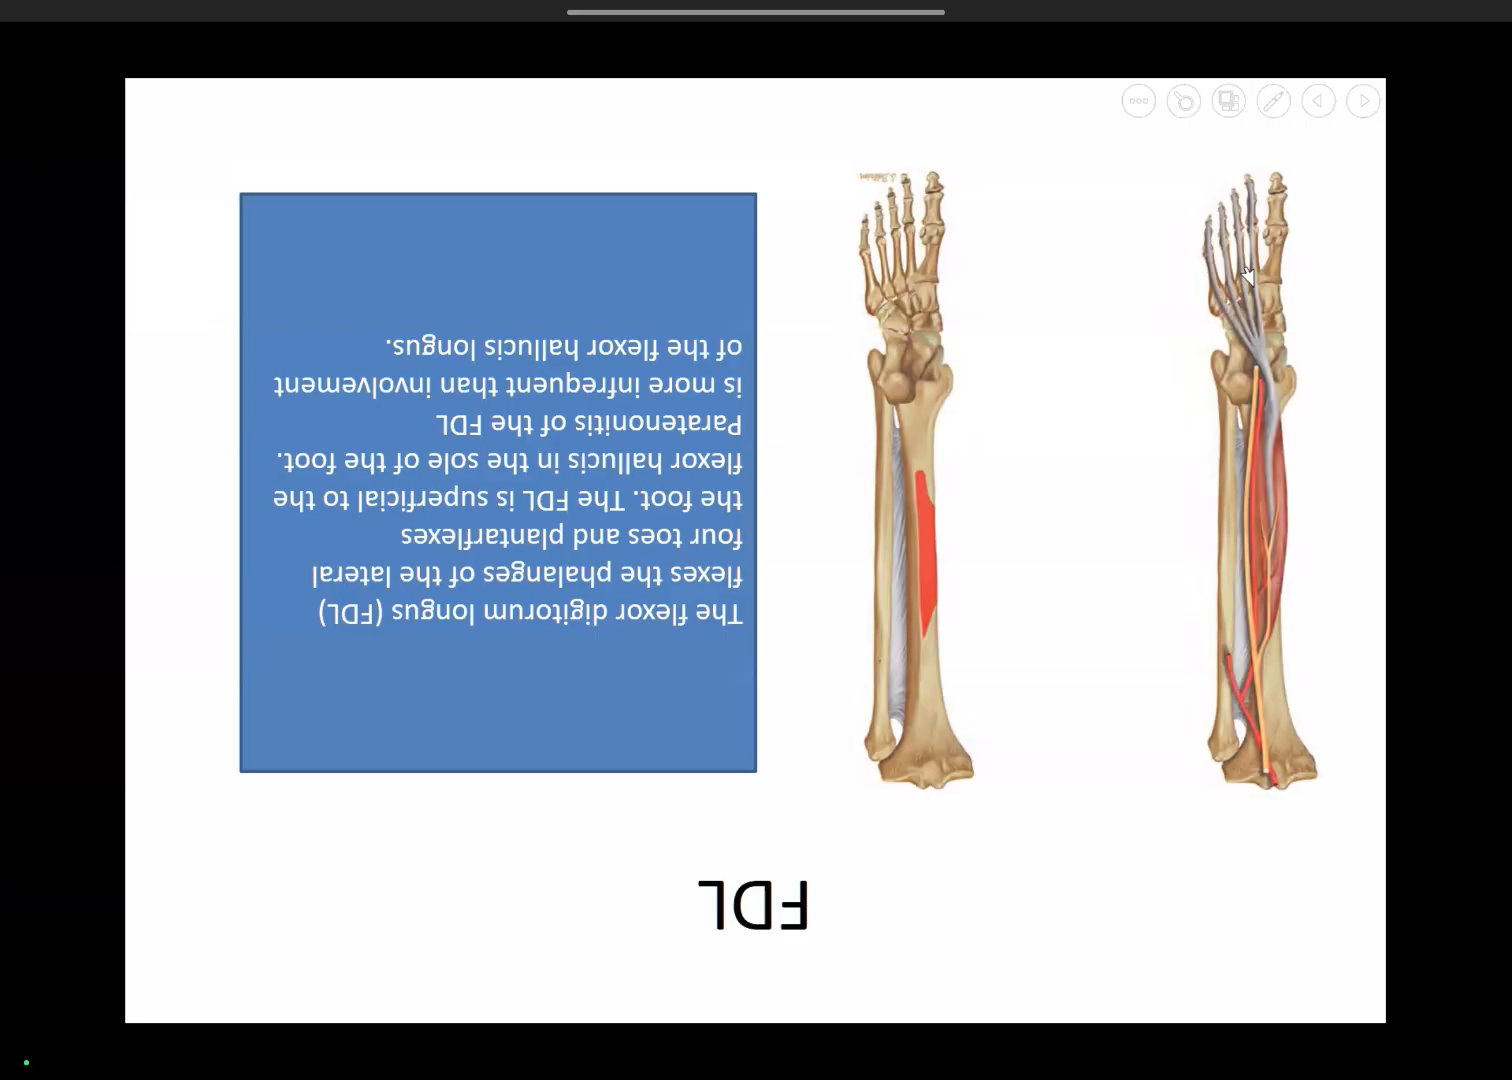 FDL
The flexor digitorum longus (FDL)
flexes the phalanges of the lateral
four toes and plantarflexes
the foot. The FDL is superficial to the
flexor hallucis in the sole of the foot.
Paratenonitis of the FDL
is more infrequent than involvement
of the flexor hallucis longus.